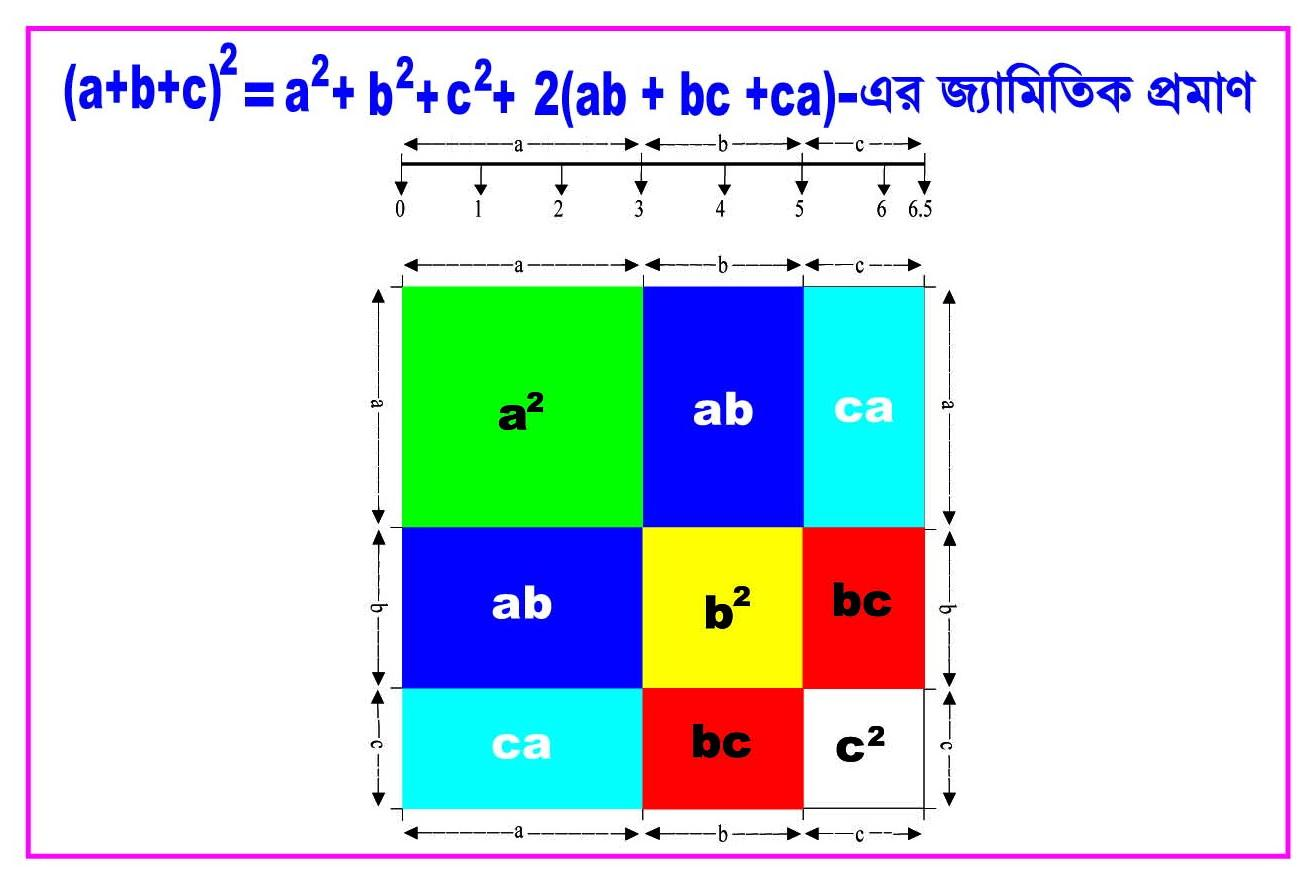 (a+b+c)² = a²+ b²+c²+ 2(ab + bc +ca)-এর জ্যামিতিক প্রমাণ
a b c
0 1 2 3 4 5 6 6.5
a b c
a a² ab ca a
b ab b² bc b
c ca bc c² c
a b c